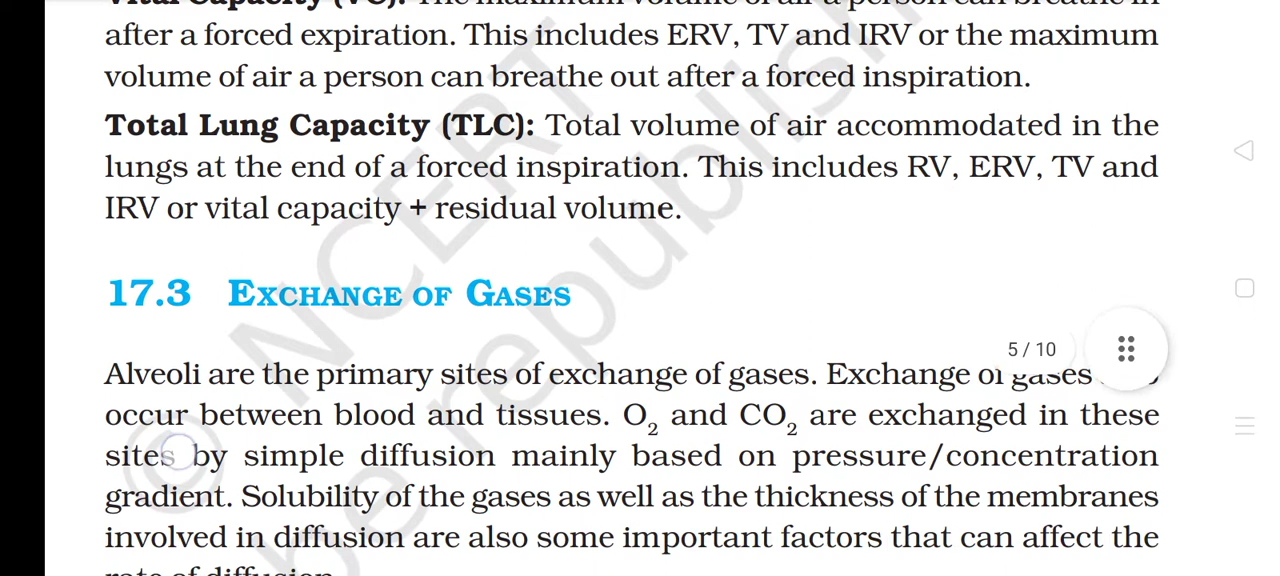 after a forced expiration. This includes ERV, TV and IRV or the maximum
volume of air a person can breathe out after a forced inspiration.
Total Lung Capacity (TLC): Total volume of air accommodated in the
lungs at the end of a forced inspiration. This includes RV, ERV, TV and
IRV or vital capacity + residual volume.
17.3 EXCHANGE OF GASES
5 / 10
Alveoli are the primary sites of exchange of gases. Exchange of gases
occur between blood and tissues. O₂ and CO₂ are exchanged in these
sites by simple diffusion mainly based on pressure/concentration
gradient. Solubility of the gases as well as the thickness of the membranes
involved in diffusion are also some important factors that can affect the
rate of diffusion.
© NCERT
be republish